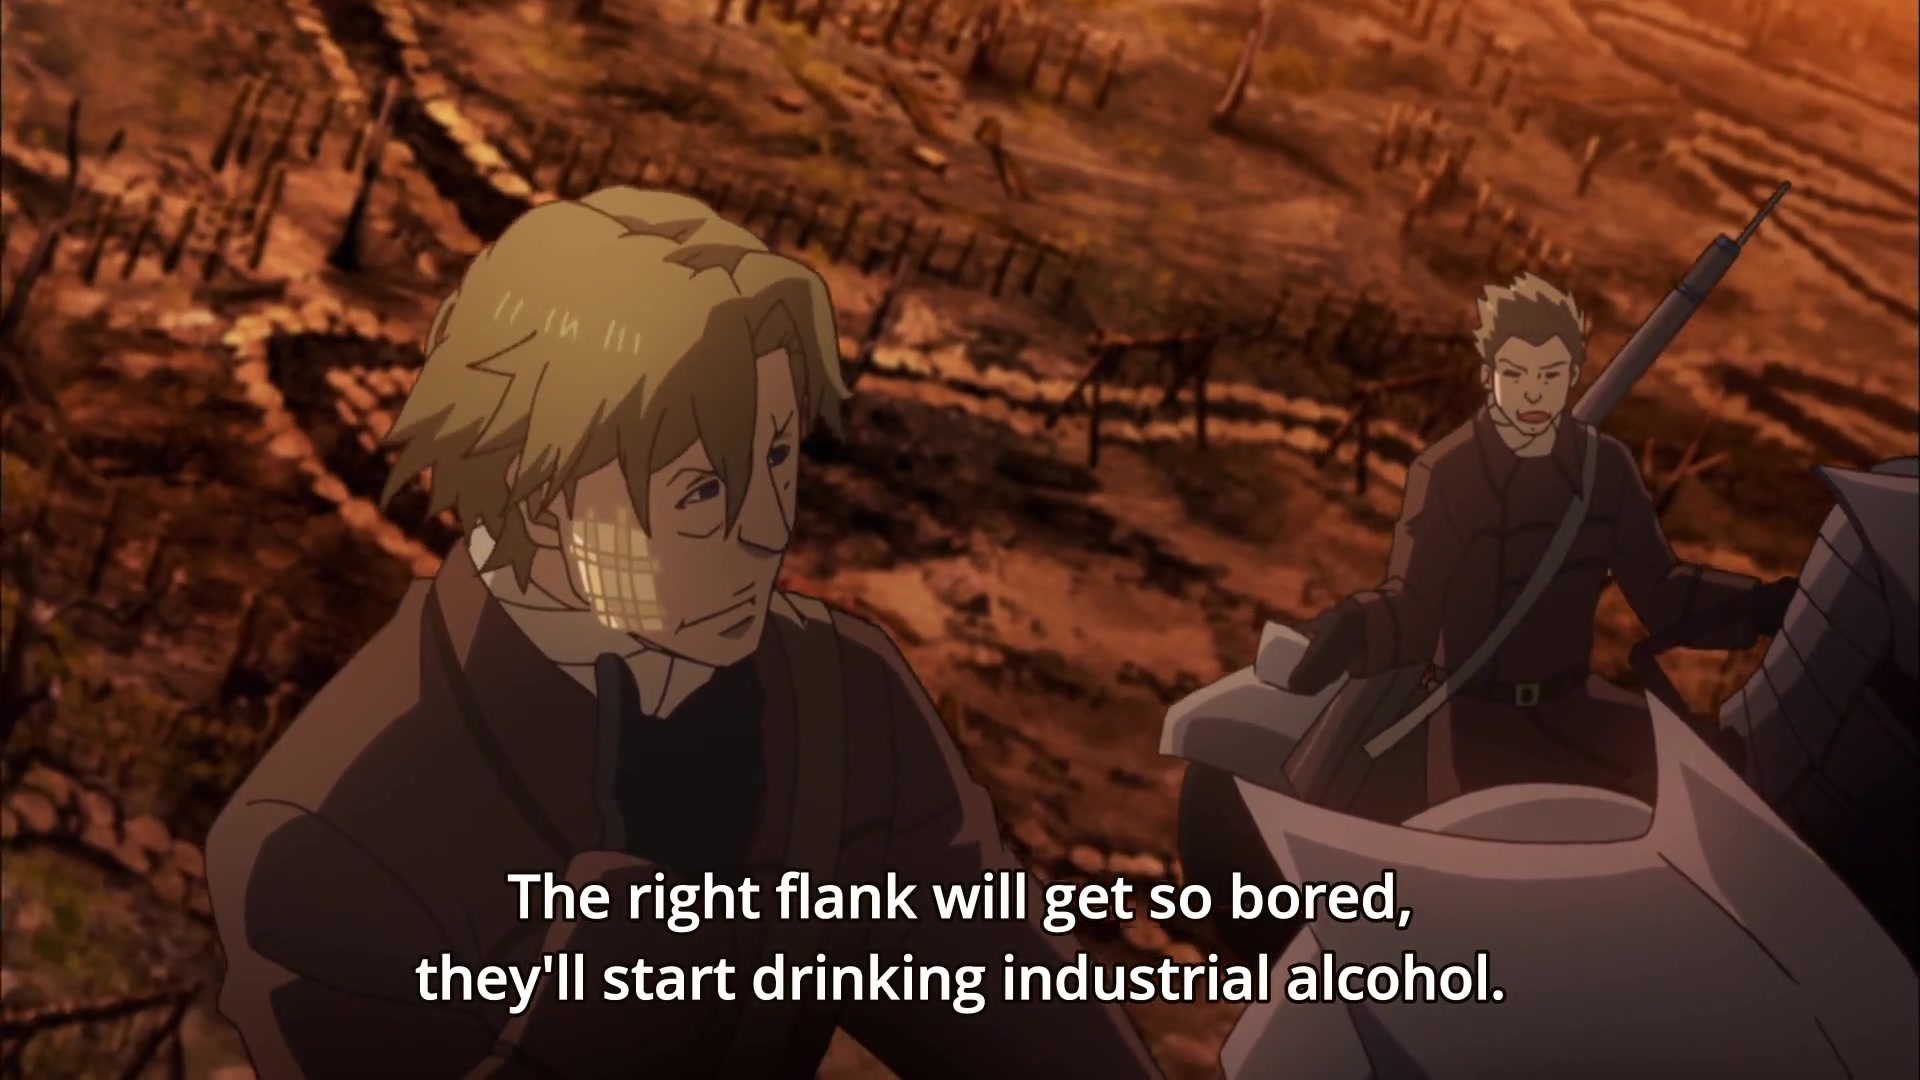 The right flank will get so bored,
they'll start drinking industrial alcohol.